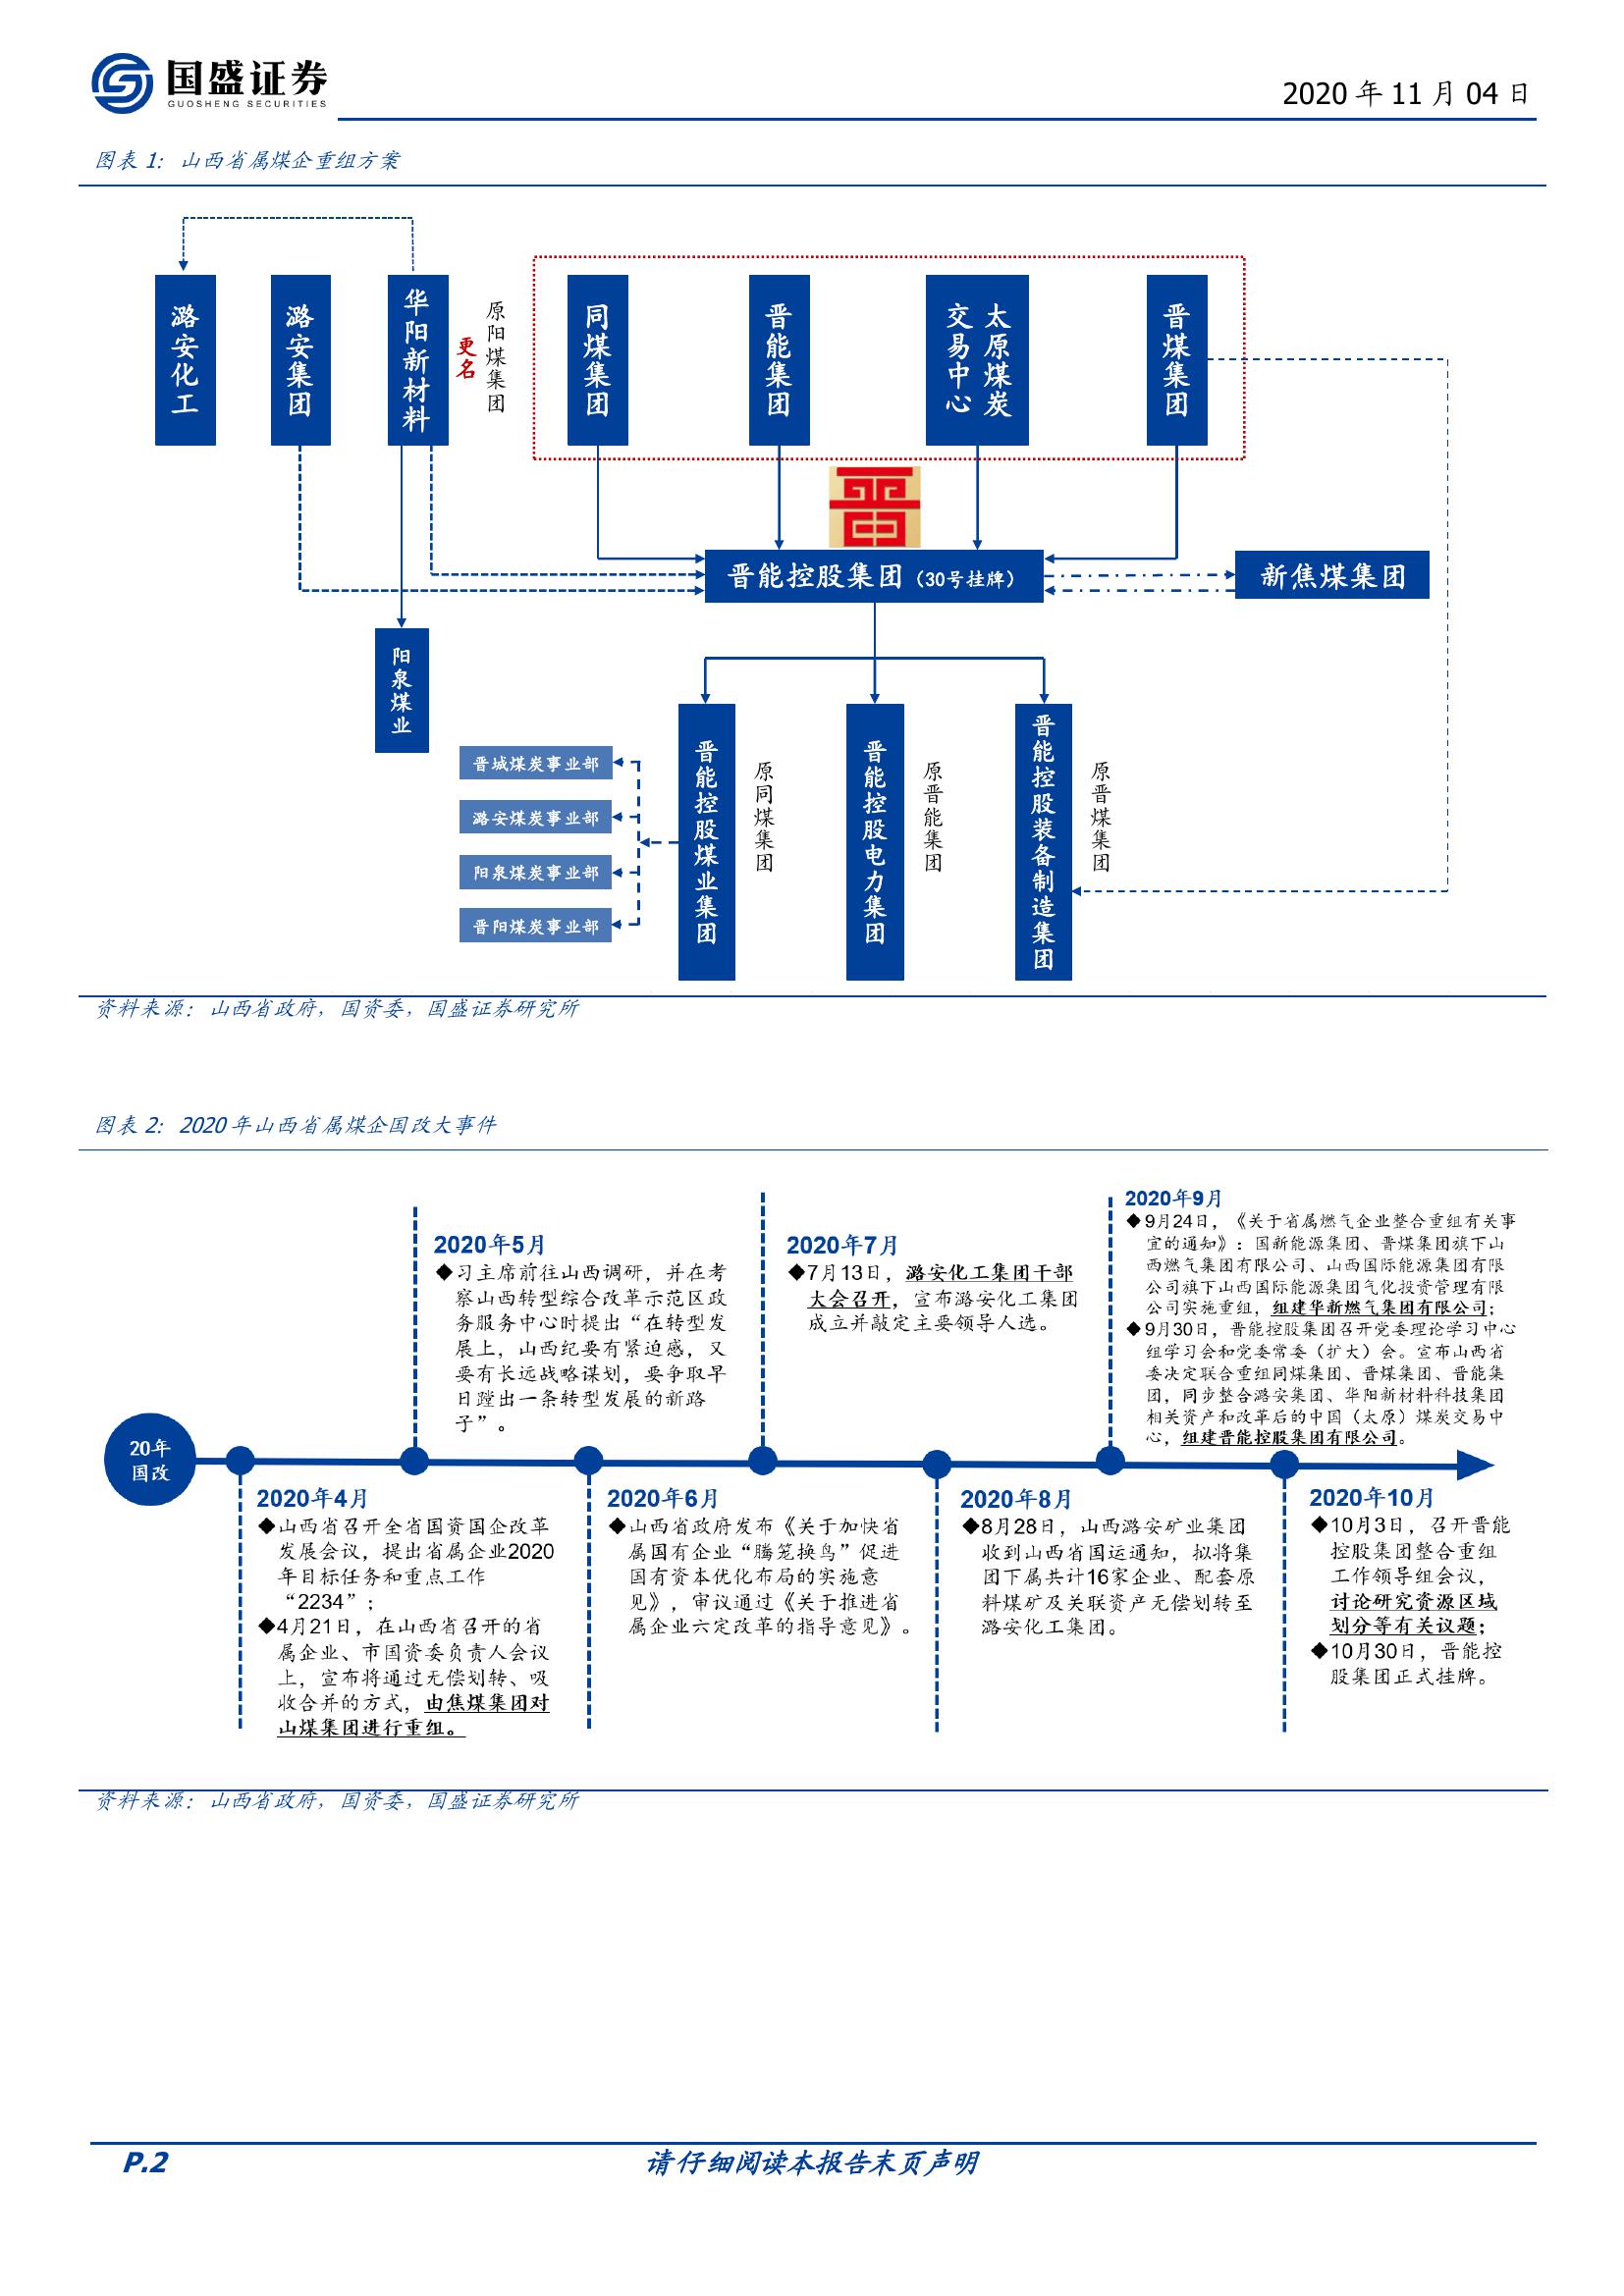 国盛证券
GUOSHENG SECURITIES
2020 年 11 月 04 日
图表 1：山西省属煤企重组方案
潞安化工
潞安集团
华阳新材料
更名
原阳煤集团
同煤集团
晋能集团
太原煤炭
交易中心
晋煤集团
晋能控股集团（30号挂牌）
新焦煤集团
阳泉煤业
晋城煤炭事业部
潞安煤炭事业部
阳泉煤炭事业部
晋阳煤炭事业部
晋能控股煤业集团
原同煤集团
晋能控股电力集团
原晋能集团
晋能控股装备制造集团
原晋煤集团
资料来源：山西省政府，国资委，国盛证券研究所
图表 2：2020 年山西省属煤企国改大事件
20年
国改
2020年4月
◆山西省召开全省国资国企改革
发展会议，提出省属企业2020
年目标任务和重点工作
“2234”；
◆4月21日，在山西省召开的省
属企业、市国资委负责人会议
上，宣布将通过无偿划转、吸
收合并的方式，由焦煤集团对
山煤集团进行重组。
2020年5月
◆习主席前往山西调研，并在考
察山西转型综合改革示范区政
务服务中心时提出“在转型发
展上，山西纪要有紧迫感，又
要有长远战略谋划，要争取早
日蹚出一条转型发展的新路
子”。
2020年6月
◆山西省政府发布《关于加快省
属国有企业“腾笼换鸟”促进
国有资本优化布局的实施意
见》，审议通过《关于推进省
属企业六定改革的指导意见》。
2020年7月
◆7月13日，潞安化工集团干部
大会召开，宣布潞安化工集团
成立并敲定主要领导人选。
2020年8月
◆8月28日，山西潞安矿业集团
收到山西省国运通知，拟将集
团下属共计16家企业、配套原
料煤矿及关联资产无偿划转至
潞安化工集团。
2020年9月
◆9月24日，《关于省属燃气企业整合重组有关事
宜的通知》：国新能源集团、晋煤集团旗下山
西燃气集团有限公司、山西国际能源集团有限
公司旗下山西国际能源集团气化投资管理有限
公司实施重组，组建华新燃气集团有限公司；
◆9月30日，晋能控股集团召开党委理论学习中心
组学习会和党委常委（扩大）会。宣布山西省
委决定联合重组同煤集团、晋煤集团、晋能集
团，同步整合潞安集团、华阳新材料科技集团
相关资产和改革后的中国（太原）煤炭交易中
心，组建晋能控股集团有限公司。
2020年10月
◆10月3日，召开晋能
控股集团整合重组
工作领导组会议，
讨论研究资源区域
划分等有关议题；
◆10月30日，晋能控
股集团正式挂牌。
资料来源：山西省政府，国资委，国盛证券研究所
P.2
请仔细阅读本报告末页声明